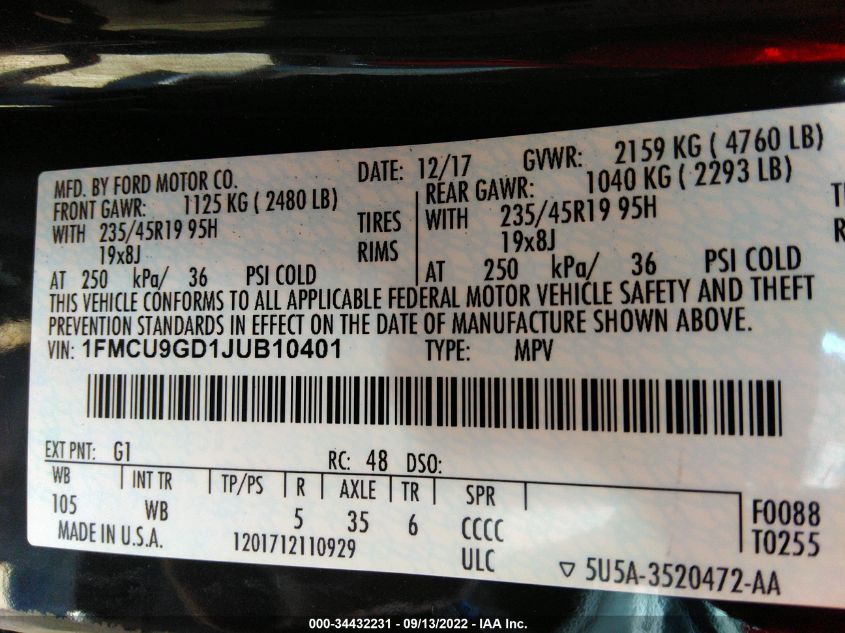 MFD. BY FORD MOTOR CO. DATE: 12/17 GVWR: 2159 KG ( 4760 LB)
FRONT GAWR: 1125 KG ( 2480 LB) REAR GAWR: 1040 KG ( 2293 LB)
WITH 235/45R19 95H TIRES WITH 235/45R19 95H
19x8J RIMS 19x8J
AT 250 kPa/ 36 PSI COLD AT 250 kPa/ 36 PSI COLD
THIS VEHICLE CONFORMS TO ALL APPLICABLE FEDERAL MOTOR VEHICLE SAFETY AND THEFT
PREVENTION STANDARDS IN EFFECT ON THE DATE OF MANUFACTURE SHOWN ABOVE.
VIN: 1FMCU9GD1JUB10401 TYPE: MPV
EXT PNT: G1 RC: 48 DSO:
WB INT TR TP/PS R AXLE TR SPR
105 WB 5 35 6 CCCC F0088
MADE IN U.S.A. 1201712110929 ULC T0255
5U5A-3520472-AA
000-34432231 - 09/13/2022 - IAA Inc.